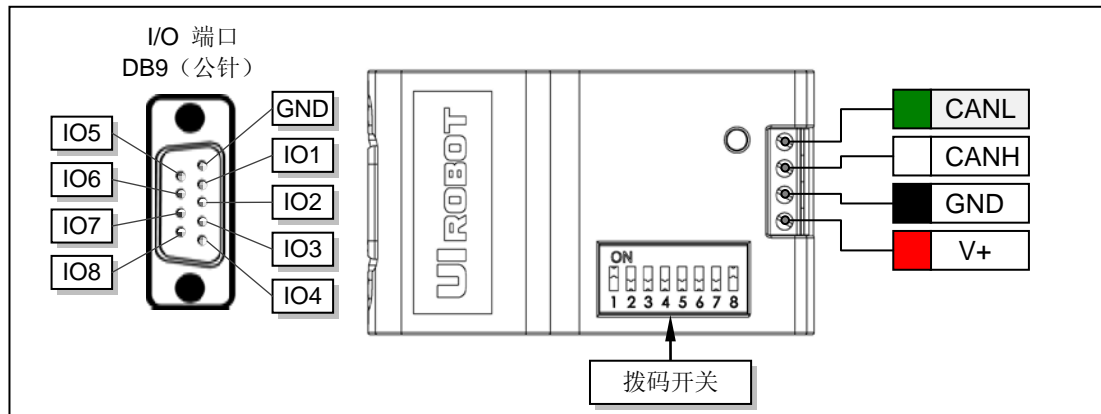 I/O 端口
DB9（公针）
GND
IO5
IO1
IO6
IO2
IO7
IO3
IO8
IO4
UIROBOT
ON
1 2 3 4 5 6 7 8
拨码开关
CANL
CANH
GND
V+